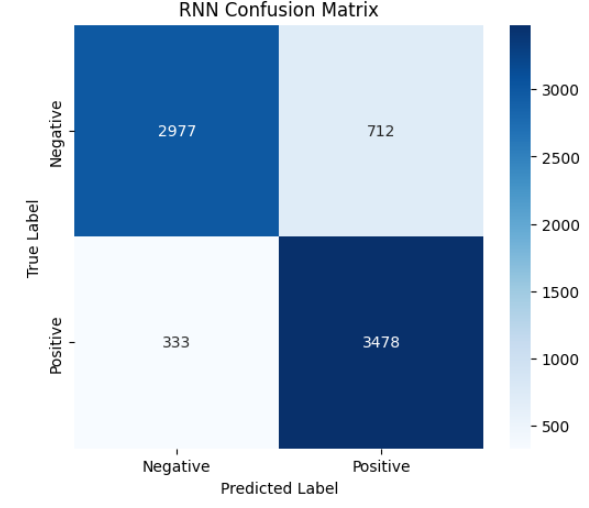 RNN Confusion Matrix
True Label
Negative
2977
712
Positive
333
3478
Negative
Positive
Predicted Label
3000
2500
2000
1500
1000
500